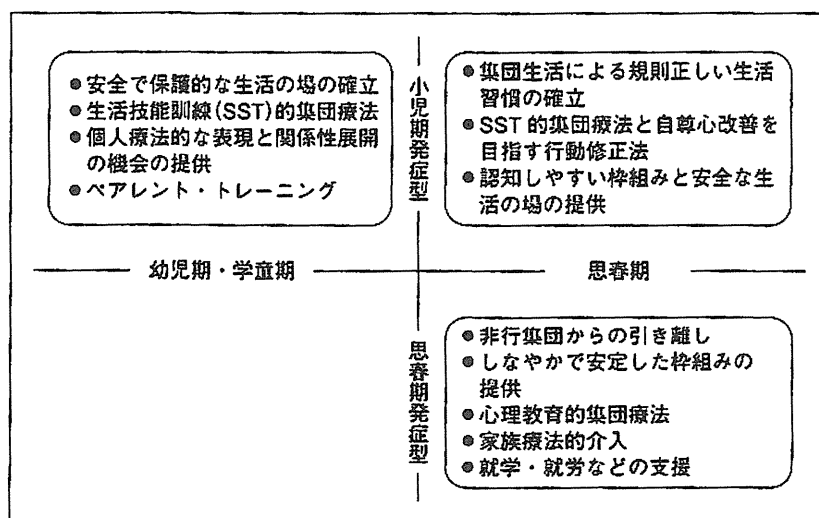 ●安全で保護的な生活の場の確立
●生活技能訓練(SST)的集団療法
●個人療法的な表現と関係性展開
の機会の提供
●ペアレント・トレーニング
小児期発症型
●集団生活による規則正しい生活
習慣の確立
●SST的集団療法と自尊心改善を
目指す行動修正法
●認知しやすい枠組みと安全な生
活の場の提供
幼児期・学童期
思春期
思春期発症型
●非行集団からの引き離し
●しなやかで安定した枠組みの
提供
●心理教育的集団療法
●家族療法的介入
●就学・就労などの支援